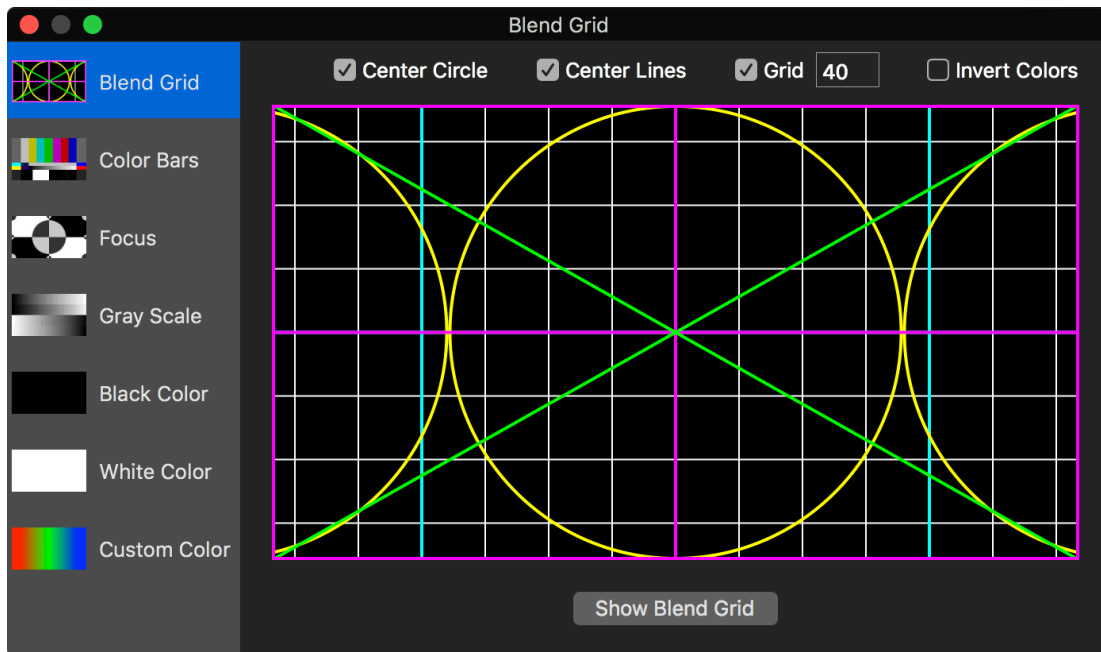 Blend Grid
Blend Grid
Color Bars
Focus
Gray Scale
Black Color
White Color
Custom Color
Center Circle Center Lines Grid 40 Invert Colors
Show Blend Grid